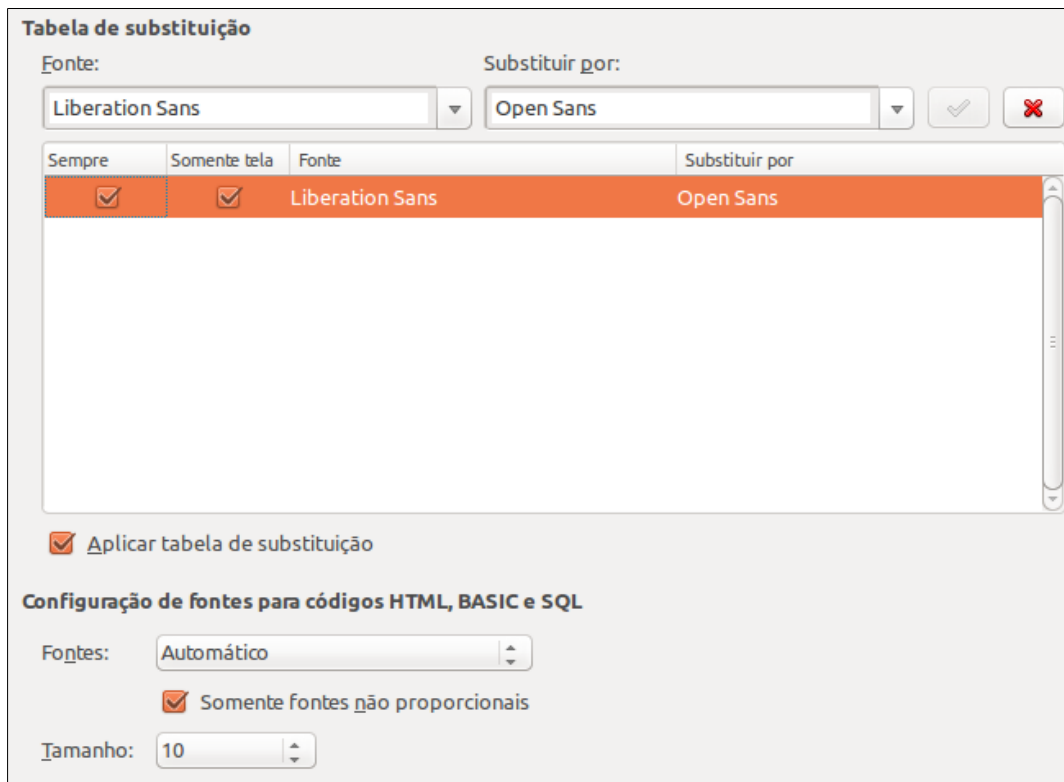 Tabela de substituição
Fonte: Substituir por:
Liberation Sans Open Sans
Sempre Somente tela Fonte Substituir por
Liberation Sans Open Sans
Aplicar tabela de substituição
Configuração de fontes para códigos HTML, BASIC e SQL
Fontes: Automático
Somente fontes não proporcionais
Tamanho: 10